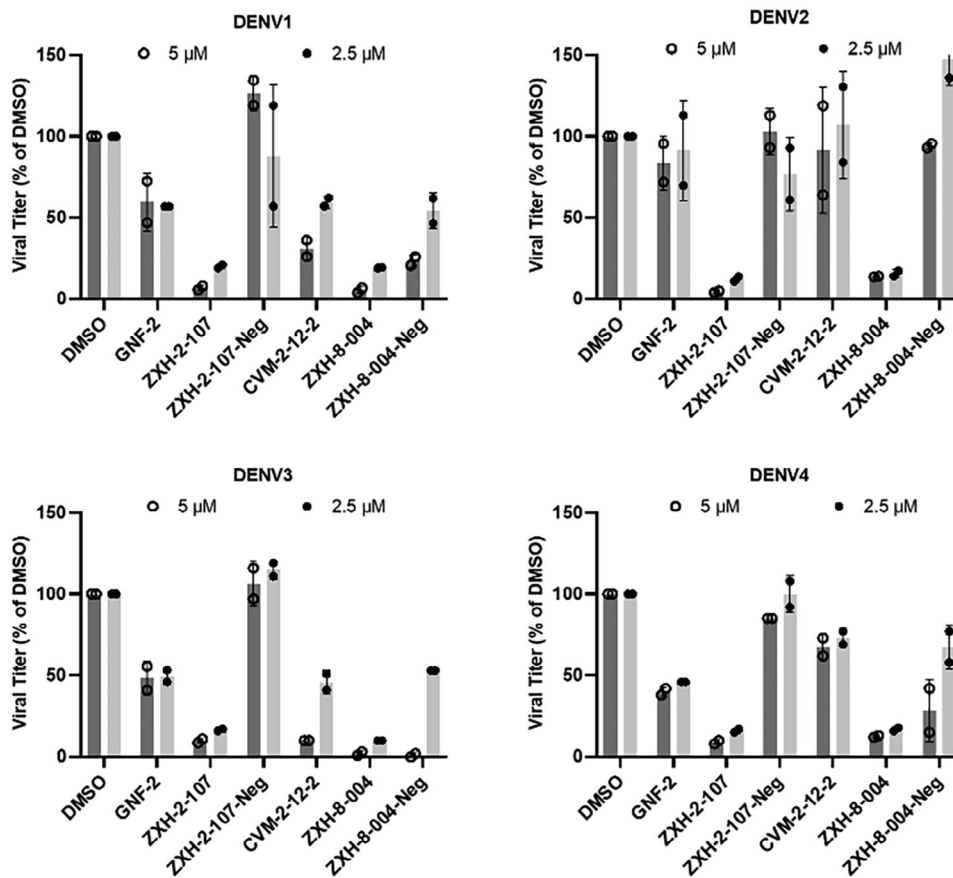 DENV1
5 µM 2.5 µM
Viral Titer (% of DMSO)
150
100
50
0
DMSO
GNF-2
ZXH-2-107
ZXH-2-107-Neg
CVM-2-12-2
ZXH-8-004
ZXH-8-004-Neg
DENV2
5 µM 2.5 µM
Viral Titer (% of DMSO)
150
100
50
0
DMSO
GNF-2
ZXH-2-107
ZXH-2-107-Neg
CVM-2-12-2
ZXH-8-004
ZXH-8-004-Neg
DENV3
5 µM 2.5 µM
Viral Titer (% of DMSO)
150
100
50
0
DMSO
GNF-2
ZXH-2-107
ZXH-2-107-Neg
CVM-2-12-2
ZXH-8-004
ZXH-8-004-Neg
DENV4
5 µM 2.5 µM
Viral Titer (% of DMSO)
150
100
50
0
DMSO
GNF-2
ZXH-2-107
ZXH-2-107-Neg
CVM-2-12-2
ZXH-8-004
ZXH-8-004-Neg